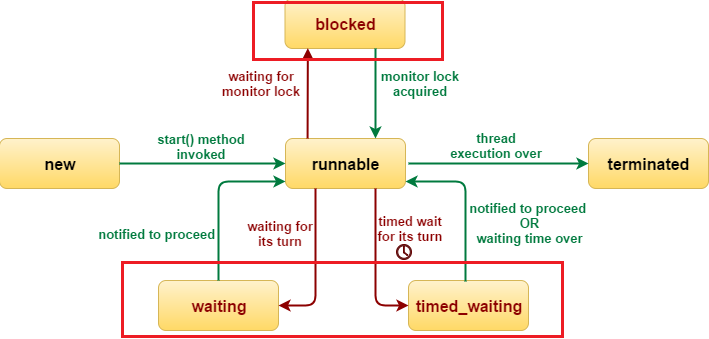 blocked
waiting for
monitor lock
monitor lock
acquired
start() method
invoked
thread
execution over
new
runnable
terminated
notified to proceed
waiting for
its turn
timed wait
for its turn
notified to proceed
OR
waiting time over
waiting
timed_waiting